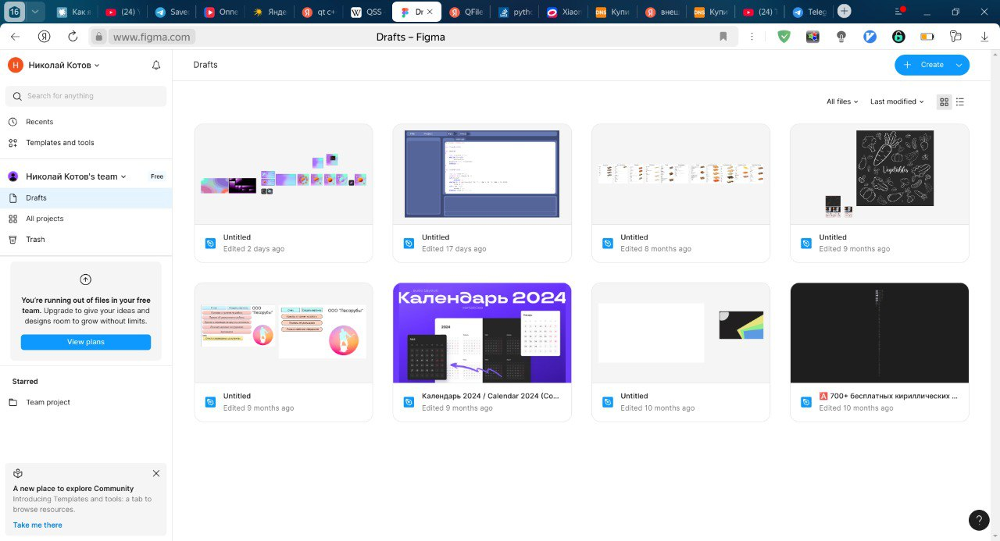 16
Как я
(24)
Saved
Опле
Яндe
qt c+
QSS
Dr
QFile
pytho
Xiaon
Купи
внеш
Купи
(24) 1
Teleg
www.figma.com
Drafts – Figma
Н Николай Котов
Drafts
Create
Search for anything
All files
Last modified
Recents
Templates and tools
Николай Котов's team
Free
Drafts
All projects
Trash
Untitled
Edited 2 days ago
Untitled
Edited 17 days ago
Untitled
Edited 8 months ago
Vegetables
Untitled
Edited 9 months ago
You're running out of files in your free
team. Upgrade to give your ideas and
designs room to grow without limits.
View plans
Starred
Team project
ООО
"Лесорубы"
ООО "Лесорубы"
Untitled
Edited 9 months ago
Календарь 2024
2024
Календарь 2024 / Calendar 2024 (Co...
Edited 9 months ago
Untitled
Edited 10 months ago
А 700+ бесплатных кириллических ...
Edited 10 months ago
A new place to explore Community
Introducing Templates and tools: a tab to
browse resources.
Take me there
?